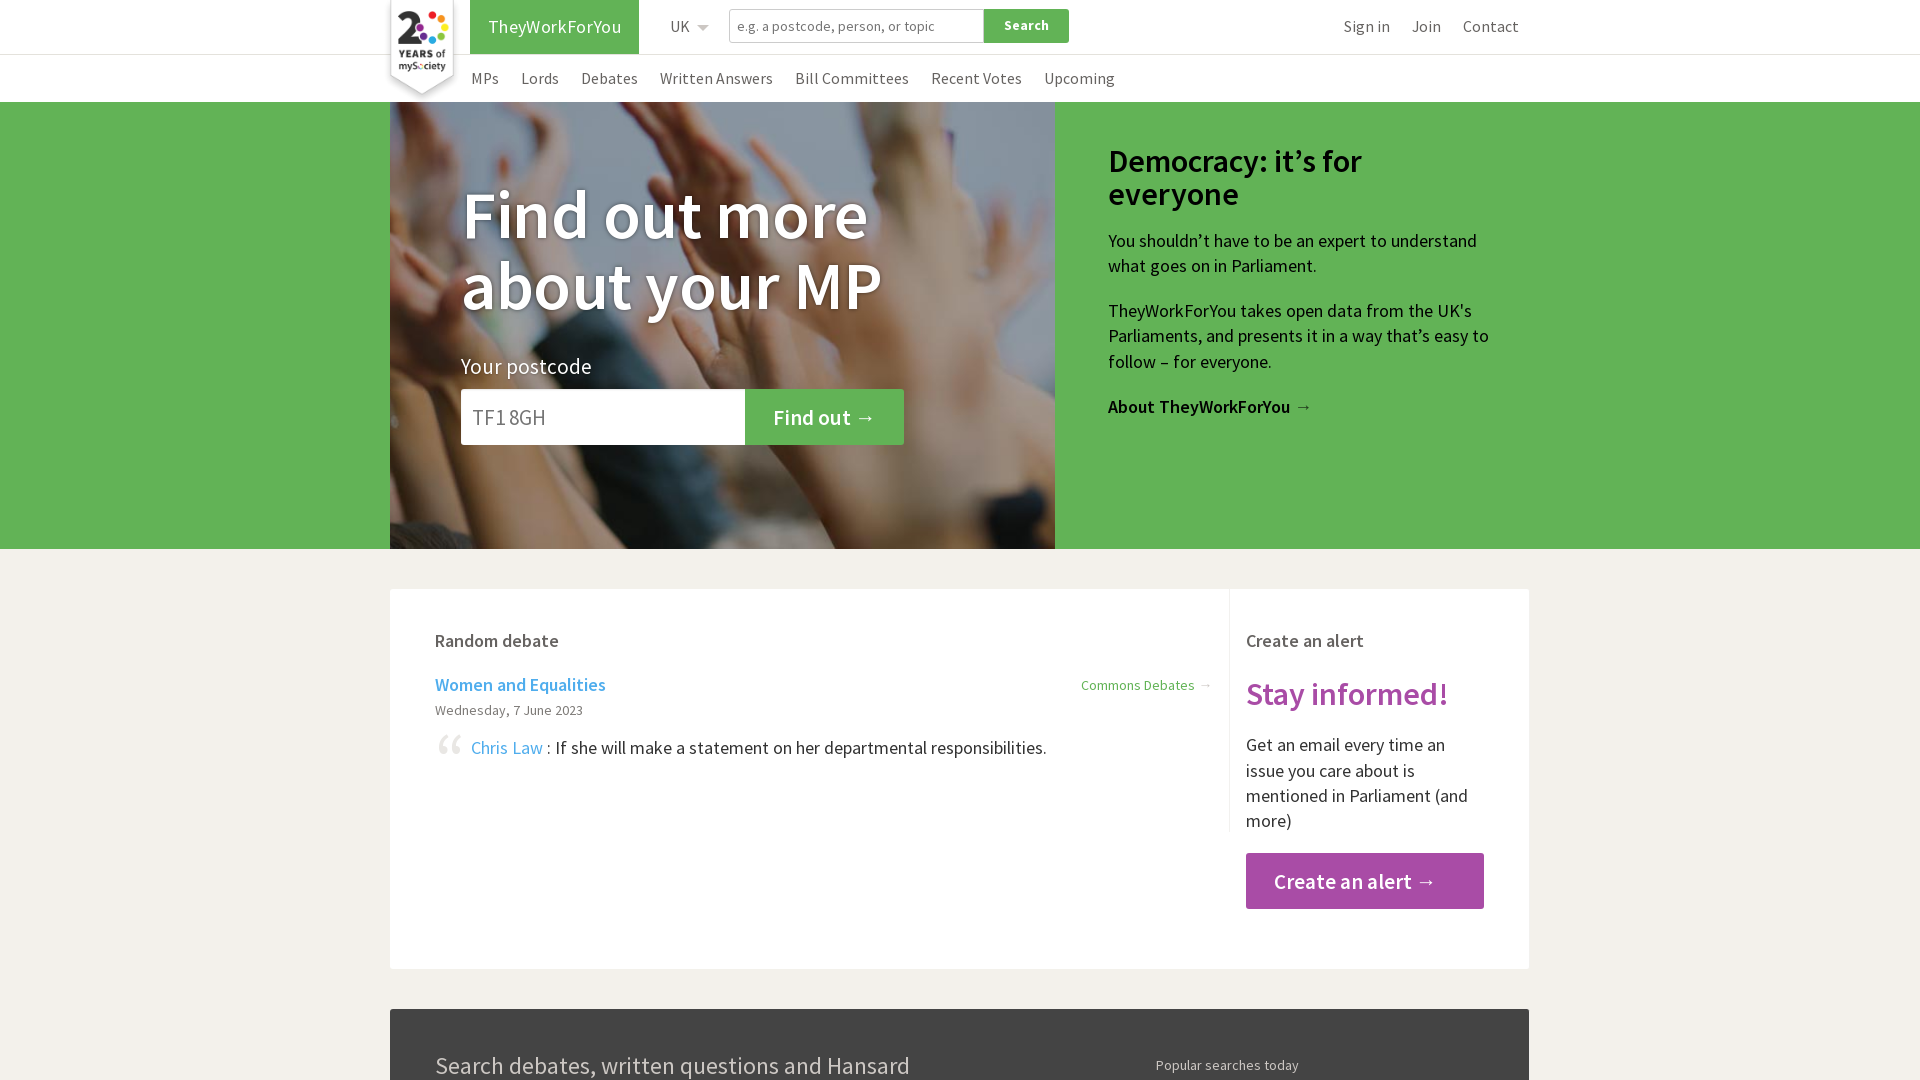 20
YEARS of
mySociety
TheyWorkForYou
UK
e.g. a postcode, person, or topic
Search
Sign in
Join
Contact
MPs
Lords
Debates
Written Answers
Bill Committees
Recent Votes
Upcoming
Find out more
about your MP
Your postcode
TF1 8GH
Find out →
Democracy: it’s for
everyone
You shouldn’t have to be an expert to understand
what goes on in Parliament.
TheyWorkForYou takes open data from the UK's
Parliaments, and presents it in a way that’s easy to
follow – for everyone.
About TheyWorkForYou →
Random debate
Women and Equalities
Commons Debates →
Wednesday, 7 June 2023
“ Chris Law : If she will make a statement on her departmental responsibilities.
Create an alert
Stay informed!
Get an email every time an
issue you care about is
mentioned in Parliament (and
more)
Create an alert →
Search debates, written questions and Hansard
Popular searches today